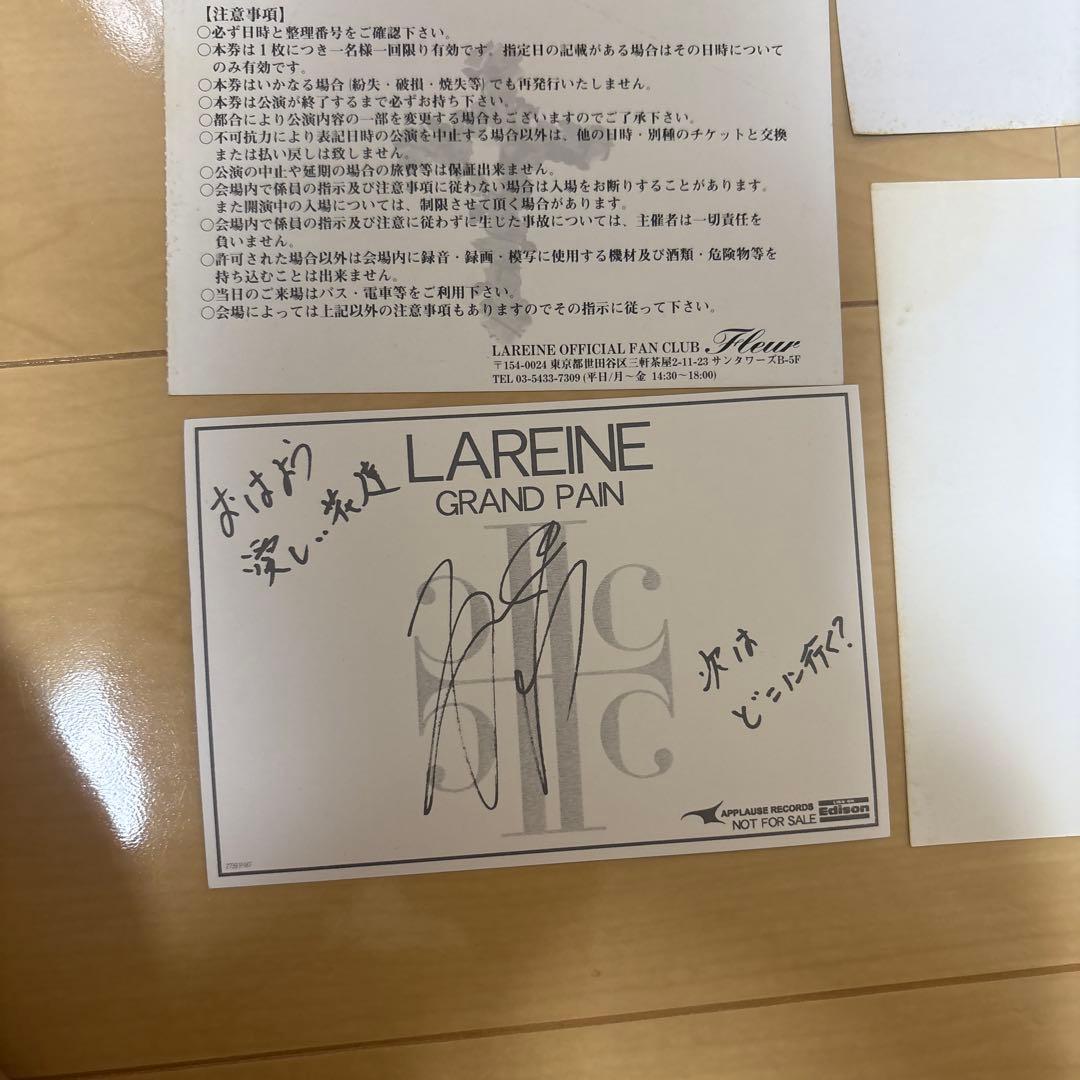 【注意事項】
○必ず日時と整理番号をご確認下さい。
○本券は１枚につき一名様一回限り有効です。指定日の記載がある場合はその日時について
のみ有効です。
○本券はいかなる場合(紛失・破損・焼失等)でも再発行いたしません。
○本券は公演が終了するまで必ずお持ち下さい。
○都合により公演内容の一部を変更する場合もございますのでご了承下さい。
○不可抗力により表記日時の公演を中止する場合以外は、他の日時・別種のチケットと交換
または払い戻しは致しません。
○公演の中止や延期の場合の旅費等は保証出来ません。
○会場内で係員の指示及び注意事項に従わない場合は入場をお断りすることがあります。
また開演中の入場については、制限させて頂く場合があります。
○会場内で係員の指示及び注意に従わずに生じた事故については、主催者は一切責任を
負いません。
○許可された場合以外は会場内に録音・録画・模写に使用する機材及び酒類・危険物等を
持ち込むことは出来ません。
○当日のご来場はバス・電車等をご利用下さい。
○会場によっては上記以外の注意事項もありますのでその指示に従って下さい。
LAREINE OFFICIAL FAN CLUB Fleur
〒154-0024 東京都世田谷区三軒茶屋2-11-23 サンタワーズB-5F
TEL 03-5433-7309 (平日/月～金 14:30～18:00)
LAREINE
GRAND PAIN
おはよう
愛しい花達
次は
どこに行く?
APPLAUSE RECORDS
NOT FOR SALE
Edison